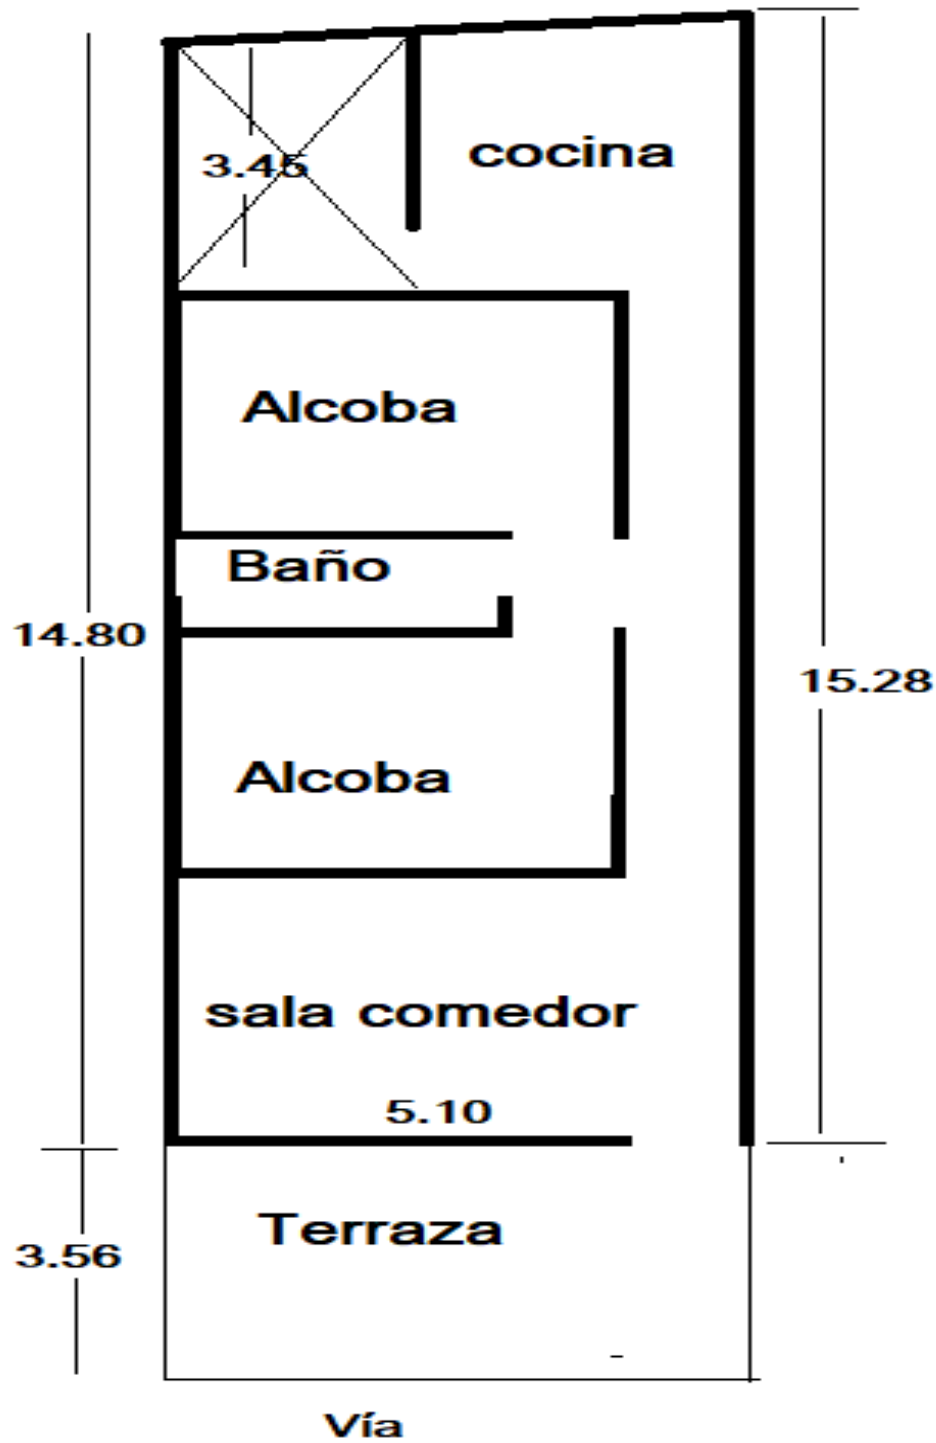 cocina
3.45
Alcoba
Baño
14.80
15.28
Alcoba
sala comedor
5.10
Terraza
3.56
Vía